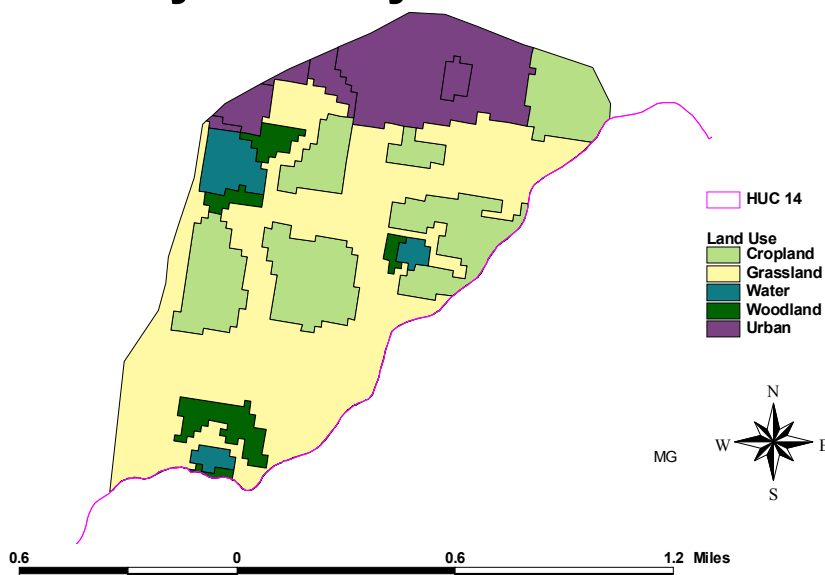 HUC 14
Land Use
Cropland
Grassland
Water
Woodland
Urban
N
W E
S
MG
0.6 0 0.6 1.2 Miles